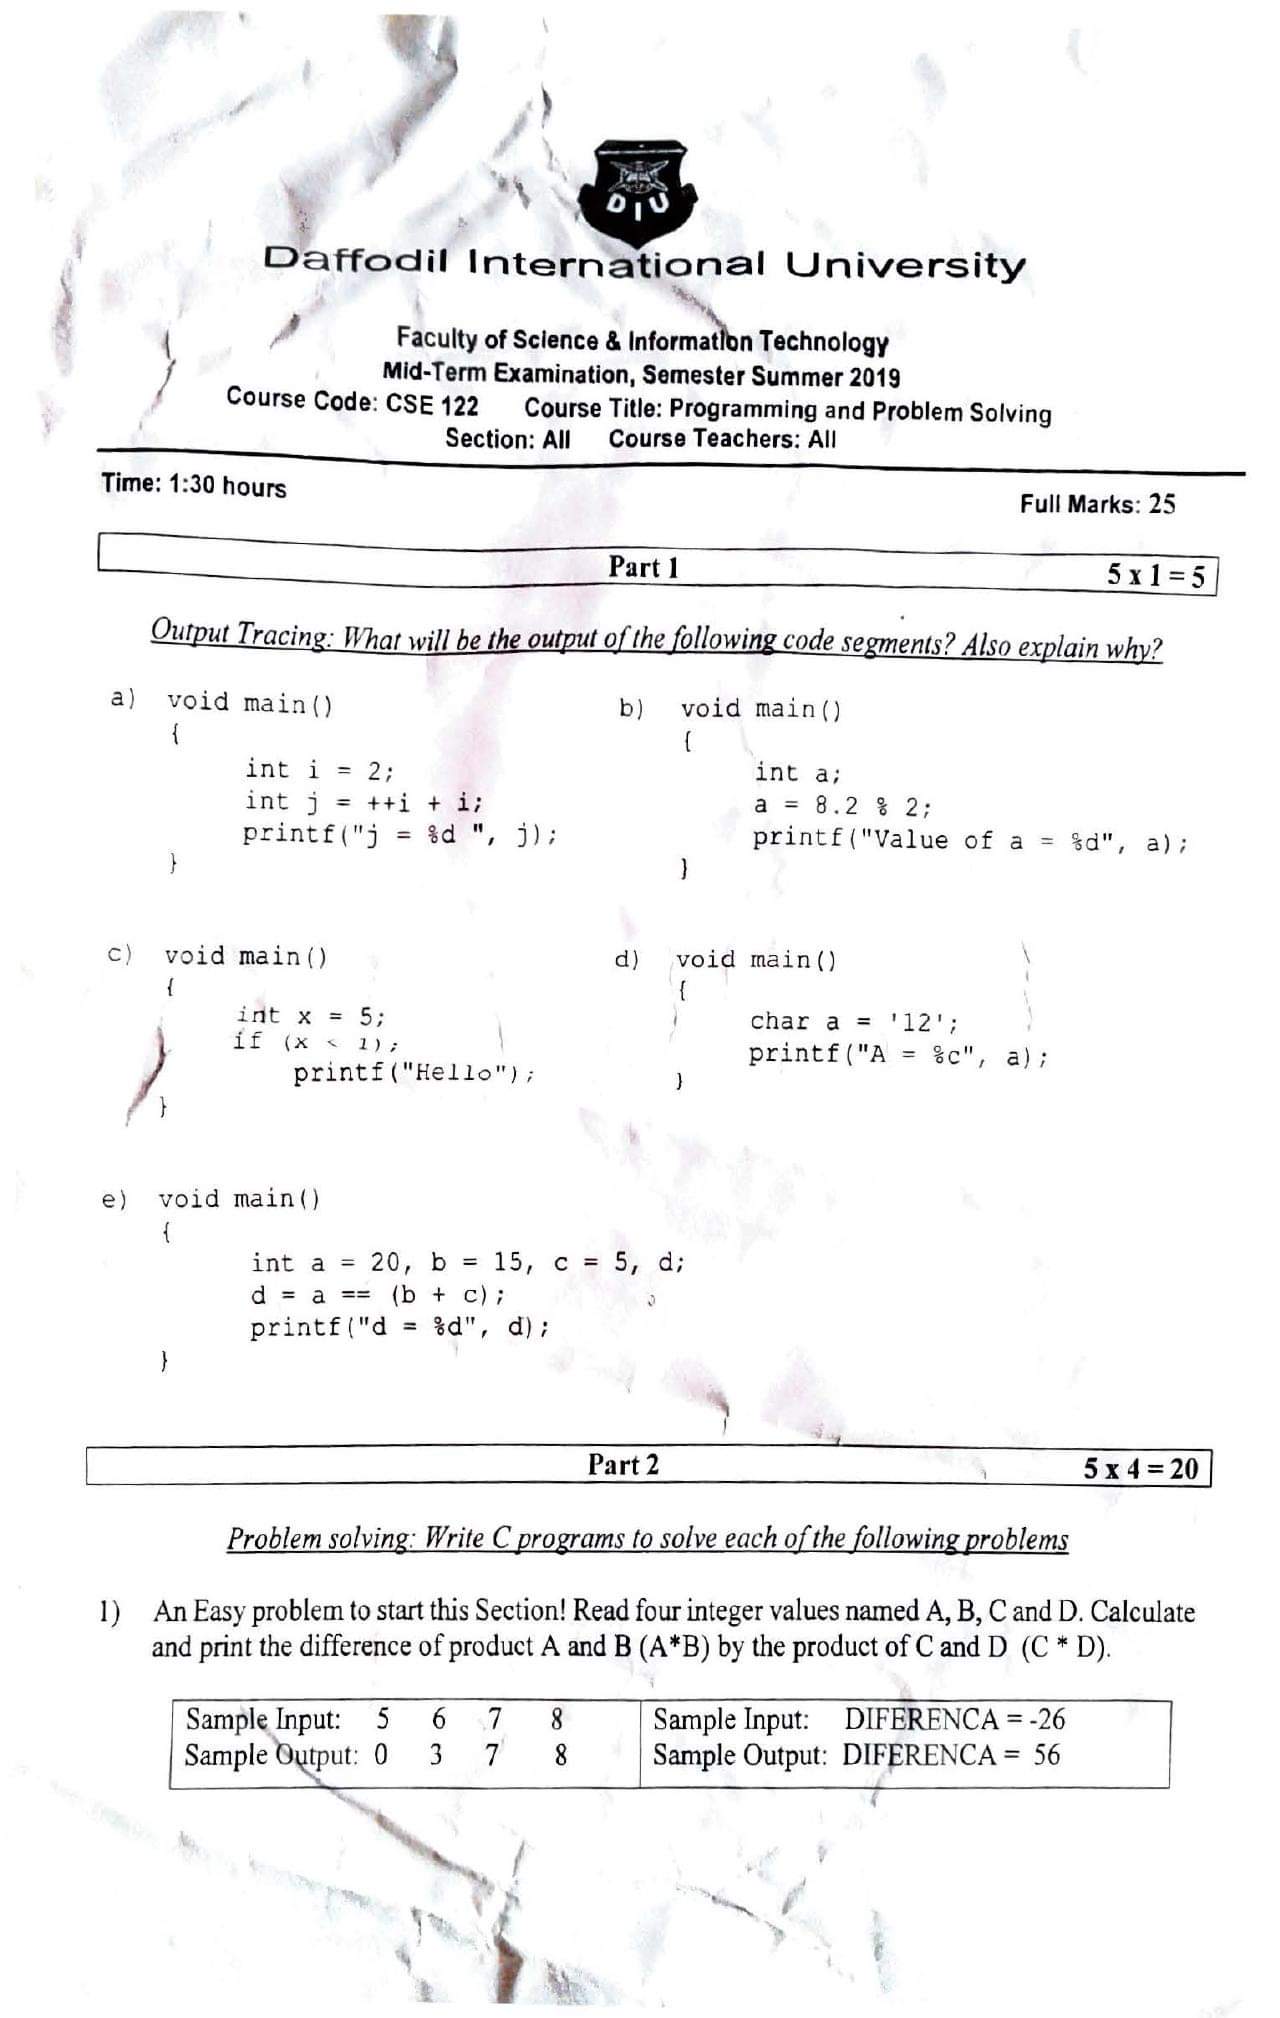 DIU
Daffodil International University
Faculty of Science & Information Technology
Mid-Term Examination, Semester Summer 2019
Course Code: CSE 122 Course Title: Programming and Problem Solving
Section: All Course Teachers: All
Time: 1:30 hours
Full Marks: 25
Part 1 5 x 1 = 5
Output Tracing: What will be the output of the following code segments? Also explain why?
a) void main()
{
int i = 2;
int j = ++i + i;
printf("j = %d ", j);
}
b) void main()
{
int a;
a = 8.2 % 2;
printf("Value of a = %d", a);
}
c) void main()
{
int x = 5;
if (x < 1);
printf("Hello");
}
d) void main()
{
char a = '12';
printf("A = %c", a);
}
e) void main()
{
int a = 20, b = 15, c = 5, d;
d = a == (b + c);
printf("d = %d", d);
}
Part 2 5 x 4 = 20
Problem solving: Write C programs to solve each of the following problems
1) An Easy problem to start this Section! Read four integer values named A, B, C and D. Calculate
and print the difference of product A and B (A*B) by the product of C and D (C * D).
Sample Input: 5 6 7 8
Sample Output: 0 3 7 8
Sample Input: DIFERENCA = -26
Sample Output: DIFERENCA = 56